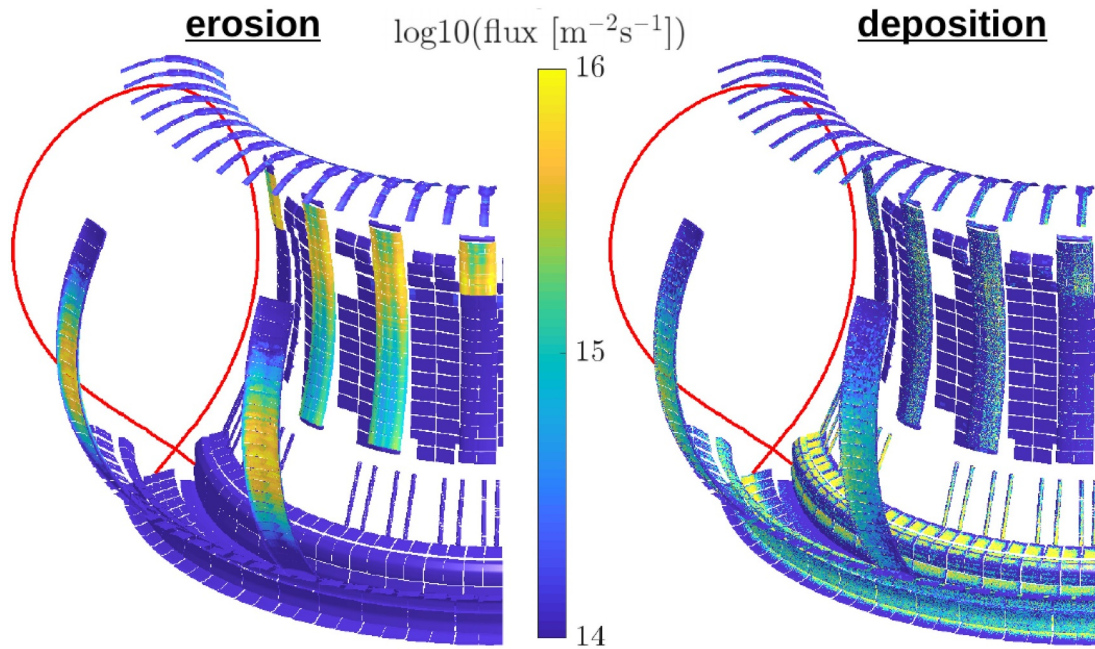 erosion
log10(flux [m⁻²s⁻¹])
deposition
16
15
14